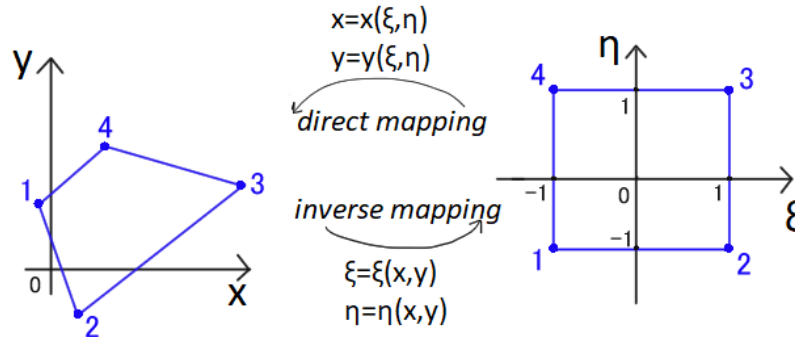 x=x(ξ,η)
y=y(ξ,η)
direct mapping
inverse mapping
ξ=ξ(x,y)
η=η(x,y)
y
4
3
1
0
x
2
η
4
3
1
-1
0
1
ξ
-1
1
2